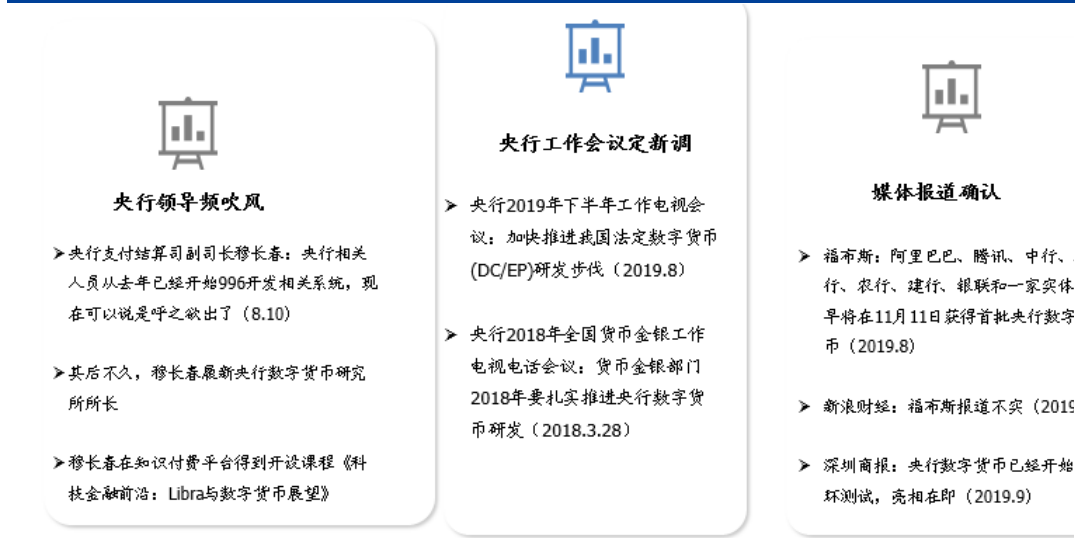 央行领导频吹风
➤央行支付结算司副司长穆长春：央行相关
人员从去年已经开始996开发相关系统，现
在可以说是呼之欲出了（8.10）
➤其后不久，穆长春履新央行数字货币研究
所所长
➤穆长春在知识付费平台得到开设课程《科
技金融前沿：Libra与数字货币展望》
央行工作会议定新调
➤ 央行2019年下半年工作电视会
议：加快推进我国法定数字货币
(DC/EP)研发步伐（2019.8）
➤ 央行2018年全国货币金银工作
电视电话会议：货币金银部门
2018年要扎实推进央行数字货
币研发（2018.3.28）
媒体报道确认
➤ 福布斯：阿里巴巴、腾讯、中行、
行、农行、建行、银联和一家实体
早将在11月11日获得首批央行数字
币（2019.8）
➤ 新浪财经：福布斯报道不实（2019
➤ 深圳商报：央行数字货币已经开始
环测试，亮相在即（2019.9）